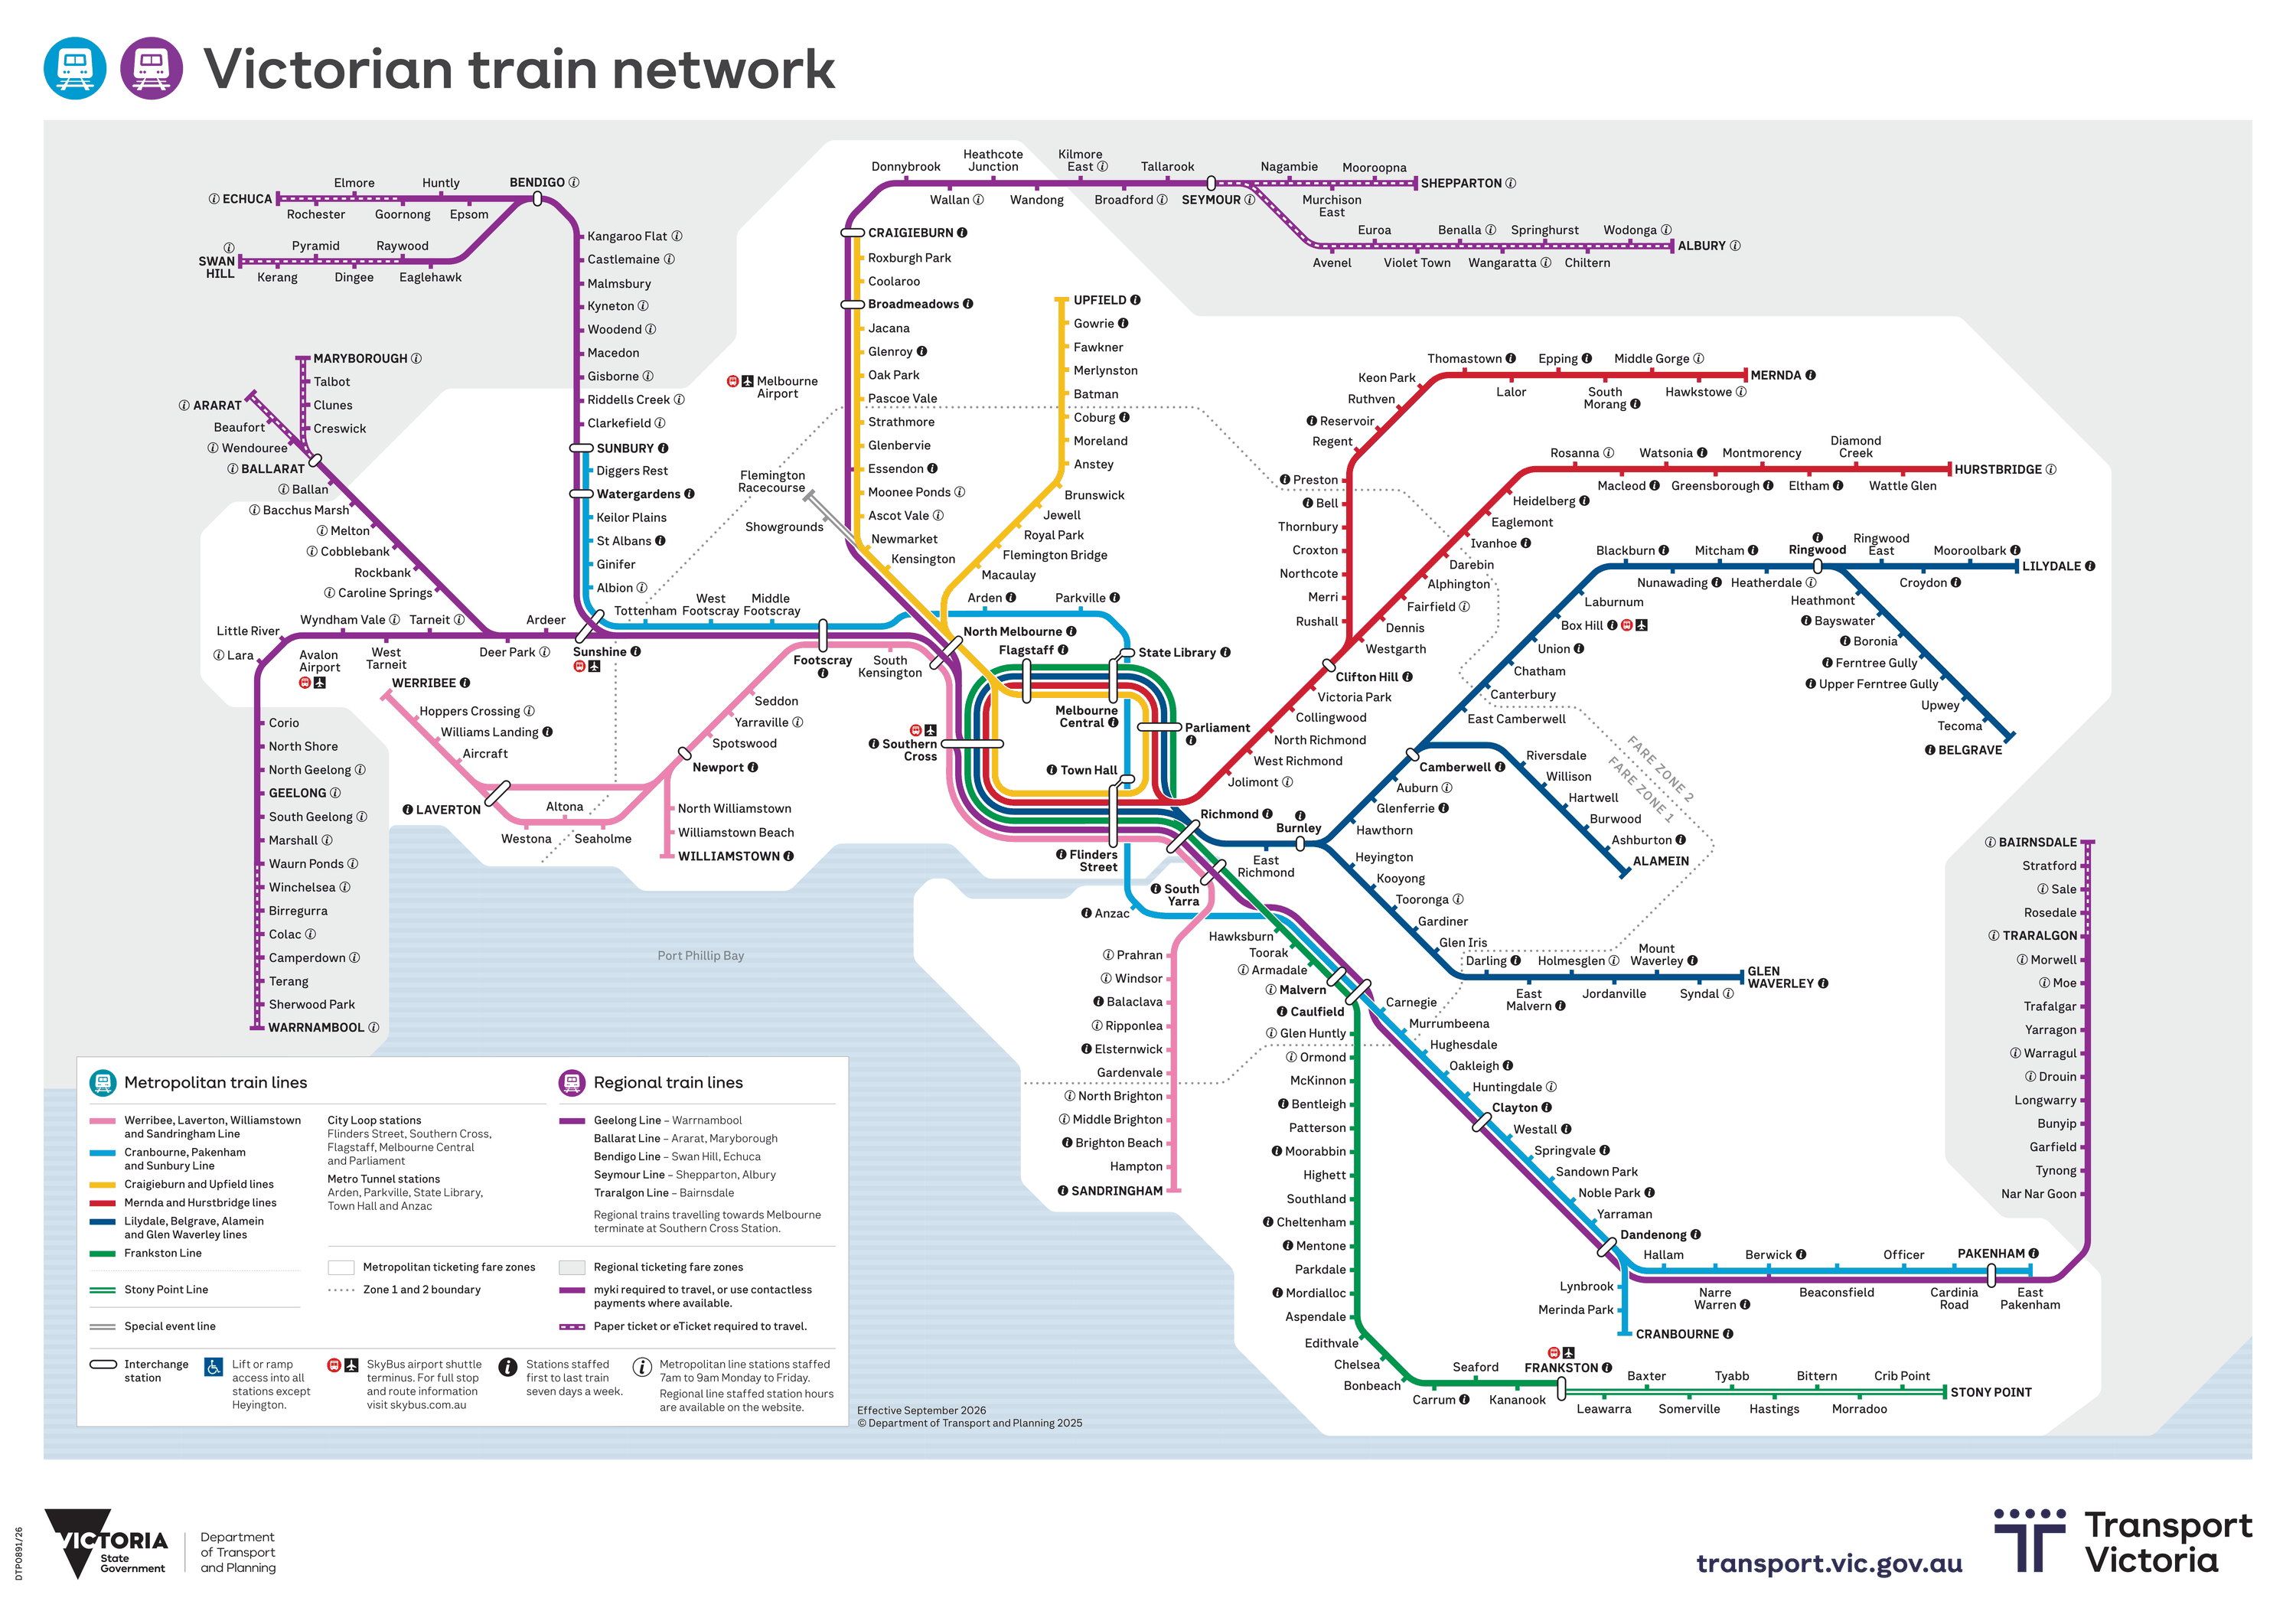 Victorian train network
Donnybrook
Heathcote
Junction
Kilmore
East
Tallarook
Nagambie
Mooroopna
SHEPPARTON
Wallan
Wandong
Broadford
SEYMOUR
Murchison
East
Euroa
Benalla
Springhurst
Wodonga
ALBURY
Avenel
Violet Town
Wangaratta
Chiltern
ECHUCA
Elmore
Huntly
BENDIGO
Rochester
Goornong
Epsom
SWAN
HILL
Pyramid
Raywood
Kerang
Dingee
Eaglehawk
Kangaroo Flat
Castlemaine
Malmsbury
Kyneton
Woodend
Macedon
Gisborne
Riddells Creek
Clarkefield
SUNBURY
Diggers Rest
Watergardens
Keilor Plains
St Albans
Ginifer
Albion
MARYBOROUGH
Talbot
Clunes
Creswick
ARARAT
Beaufort
Wendouree
BALLARAT
Ballan
Bacchus Marsh
Melton
Cobblebank
Rockbank
Caroline Springs
CRAIGIEBURN
Roxburgh Park
Coolaroo
Broadmeadows
Jacana
Glenroy
Oak Park
Pascoe Vale
Strathmore
Glenbervie
Essendon
Moonee Ponds
Ascot Vale
Newmarket
Kensington
Melbourne
Airport
Flemington
Racecourse
Showgrounds
UPFIELD
Gowrie
Fawkner
Merlynston
Batman
Coburg
Moreland
Anstey
Brunswick
Jewell
Royal Park
Flemington Bridge
Macaulay
Thomastown
Epping
Middle Gorge
MERNDA
Keon Park
Lalor
South
Morang
Hawkstowe
Ruthven
Reservoir
Regent
Preston
Bell
Thornbury
Croxton
Northcote
Merri
Rushall
Rosanna
Watsonia
Montmorency
Diamond
Creek
HURSTBRIDGE
Macleod
Greensborough
Eltham
Wattle Glen
Heidelberg
Eaglemont
Ivanhoe
Darebin
Alphington
Fairfield
Dennis
Westgarth
Clifton Hill
Victoria Park
Collingwood
North Richmond
West Richmond
Jolimont
Blackburn
Mitcham
Ringwood
Ringwood
East
Mooroolbark
LILYDALE
Nunawading
Heatherdale
Croydon
Laburnum
Box Hill
Union
Chatham
Canterbury
East Camberwell
Heathmont
Bayswater
Boronia
Ferntree Gully
Upper Ferntree Gully
Upwey
Tecoma
BELGRAVE
Camberwell
Auburn
Glenferrie
Hawthorn
Riversdale
Willison
Hartwell
Burwood
Ashburton
ALAMEIN
FARE ZONE 2
FARE ZONE 1
Little River
Wyndham Vale
Tarneit
Ardeer
Lara
Avalon
Airport
West
Tarneit
Deer Park
Sunshine
Tottenham
West
Footscray
Middle
Footscray
Footscray
South
Kensington
North Melbourne
Arden
Parkville
Flagstaff
State Library
Melbourne
Central
Parliament
Southern
Cross
Town Hall
Flinders
Street
Richmond
Burnley
East
Richmond
South
Yarra
Anzac
WERRIBEE
Hoppers Crossing
Williams Landing
Aircraft
LAVERTON
Altona
Westona
Seaholme
Seddon
Yarraville
Spotswood
Newport
North Williamstown
Williamstown Beach
WILLIAMSTOWN
Corio
North Shore
North Geelong
GEELONG
South Geelong
Marshall
Waurn Ponds
Winchelsea
Birregurra
Colac
Camperdown
Terang
Sherwood Park
WARRNAMBOOL
Port Phillip Bay
Heyington
Kooyong
Tooronga
Gardiner
Glen Iris
Darling
Holmesglen
Mount
Waverley
GLEN
WAVERLEY
East
Malvern
Jordanville
Syndal
Hawksburn
Toorak
Armadale
Malvern
Caulfield
Prahran
Windsor
Balaclava
Ripponlea
Elsternwick
Gardenvale
North Brighton
Middle Brighton
Brighton Beach
Hampton
SANDRINGHAM
Glen Huntly
Ormond
McKinnon
Bentleigh
Patterson
Moorabbin
Highett
Southland
Cheltenham
Mentone
Parkdale
Mordialloc
Aspendale
Edithvale
Chelsea
Bonbeach
Carrum
Seaford
Kananook
FRANKSTON
Leawarra
Baxter
Somerville
Tyabb
Hastings
Bittern
Morradoo
Crib Point
STONY POINT
Carnegie
Murrumbeena
Hughesdale
Oakleigh
Huntingdale
Clayton
Westall
Springvale
Sandown Park
Noble Park
Yarraman
Dandenong
Hallam
Berwick
Officer
PAKENHAM
Narre
Warren
Beaconsfield
Cardinia
Road
East
Pakenham
Lynbrook
Merinda Park
CRANBOURNE
BAIRNSDALE
Stratford
Sale
Rosedale
TRARALGON
Morwell
Moe
Trafalgar
Yarragon
Warragul
Drouin
Longwarry
Bunyip
Garfield
Tynong
Nar Nar Goon
Metropolitan train lines
Werribee, Laverton, Williamstown
and Sandringham Line
Cranbourne, Pakenham
and Sunbury Line
Craigieburn and Upfield lines
Mernda and Hurstbridge lines
Lilydale, Belgrave, Alamein
and Glen Waverley lines
Frankston Line
Stony Point Line
Special event line
City Loop stations
Flinders Street, Southern Cross,
Flagstaff, Melbourne Central
and Parliament
Metro Tunnel stations
Arden, Parkville, State Library,
Town Hall and Anzac
Metropolitan ticketing fare zones
Zone 1 and 2 boundary
Regional train lines
Geelong Line – Warrnambool
Ballarat Line – Ararat, Maryborough
Bendigo Line – Swan Hill, Echuca
Seymour Line – Shepparton, Albury
Traralgon Line – Bairnsdale
Regional trains travelling towards Melbourne
terminate at Southern Cross Station.
Regional ticketing fare zones
myki required to travel, or use contactless
payments where available.
Paper ticket or eTicket required to travel.
Interchange
station
Lift or ramp
access into all
stations except
Heyington.
SkyBus airport shuttle
terminus. For full stop
and route information
visit skybus.com.au
Stations staffed
first to last train
seven days a week.
Metropolitan line stations staffed
7am to 9am Monday to Friday.
Regional line staffed station hours
are available on the website.
Effective September 2026
© Department of Transport and Planning 2025
DTP0891/26
VICTORIA
State
Government
Department
of Transport
and Planning
transport.vic.gov.au
Transport
Victoria